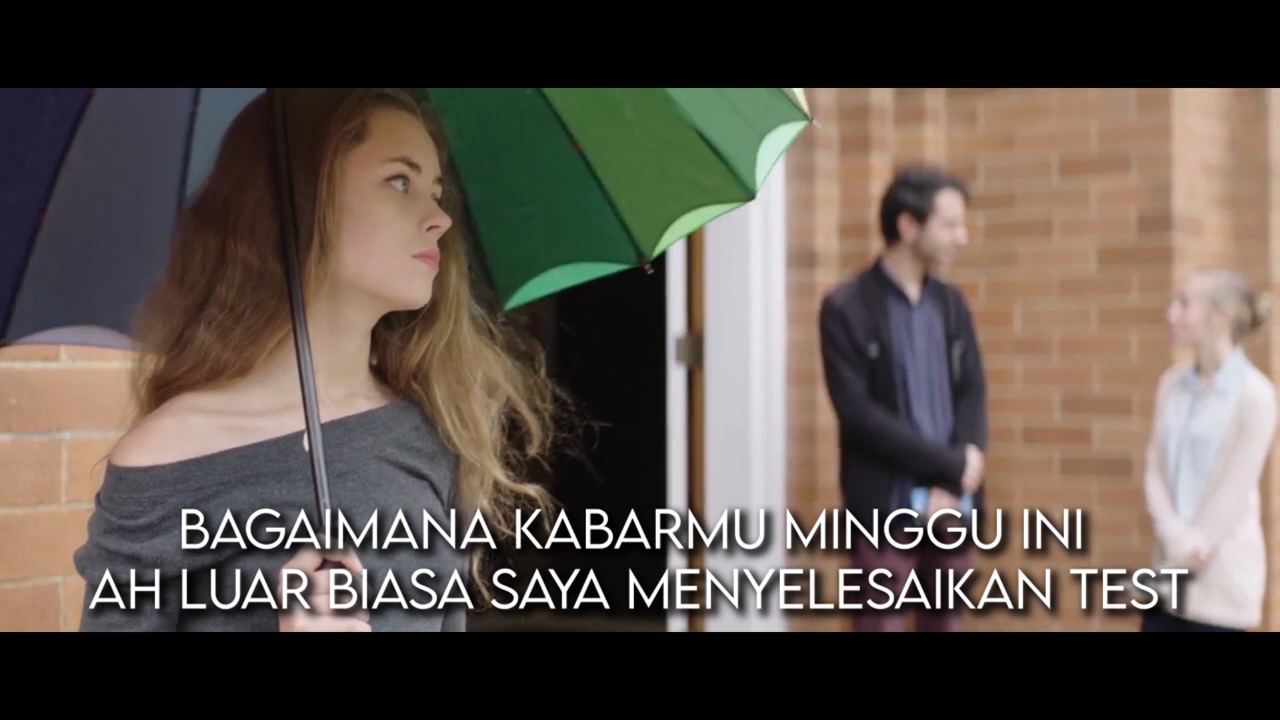 BAGAIMANA KABARMU MINGGU INI
AH LUAR BIASA SAYA MENYELESAIKAN TEST